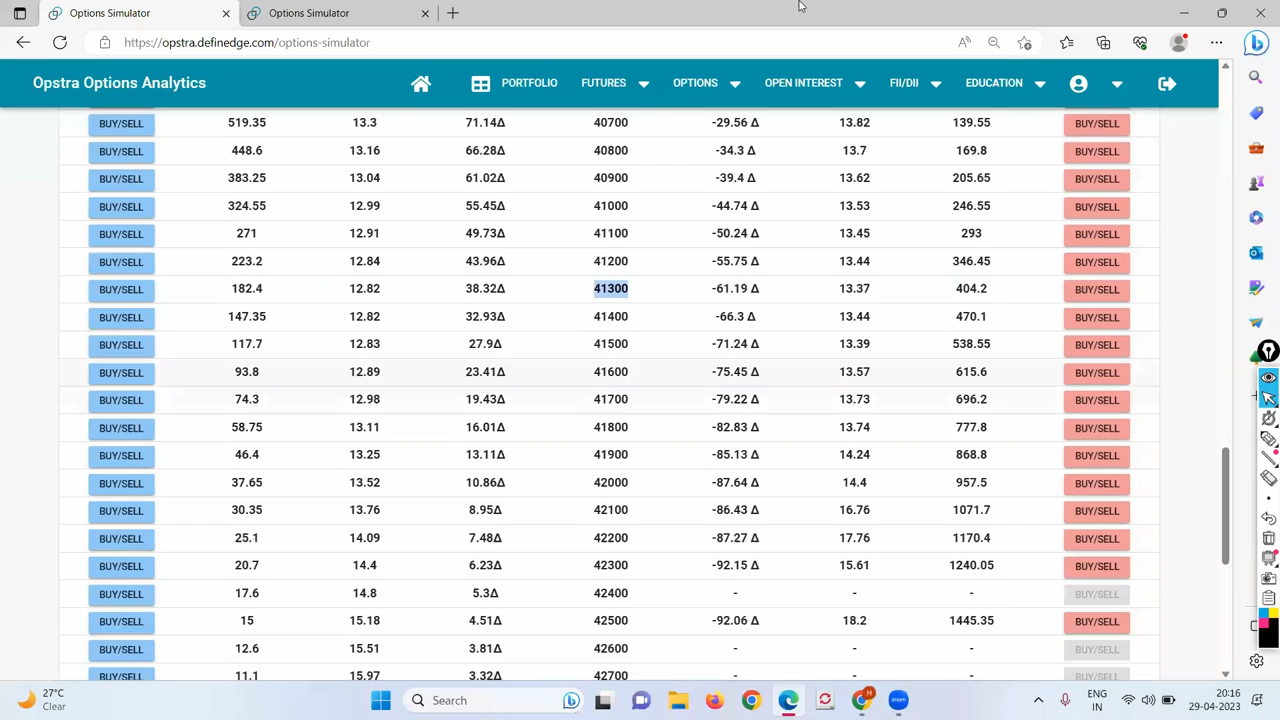 Options Simulator
Options Simulator
https://opstra.definedge.com/options-simulator
Opstra Options Analytics
PORTFOLIO
FUTURES
OPTIONS
OPEN INTEREST
FII/DII
EDUCATION
BUY/SELL 519.35 13.3 71.14Δ 40700 -29.56 Δ 13.82 139.55 BUY/SELL
BUY/SELL 448.6 13.16 66.28Δ 40800 -34.3 Δ 13.7 169.8 BUY/SELL
BUY/SELL 383.25 13.04 61.02Δ 40900 -39.4 Δ 13.62 205.65 BUY/SELL
BUY/SELL 324.55 12.99 55.45Δ 41000 -44.74 Δ 13.53 246.55 BUY/SELL
BUY/SELL 271 12.91 49.73Δ 41100 -50.24 Δ 13.45 293 BUY/SELL
BUY/SELL 223.2 12.84 43.96Δ 41200 -55.75 Δ 13.44 346.45 BUY/SELL
BUY/SELL 182.4 12.82 38.32Δ 41300 -61.19 Δ 13.37 404.2 BUY/SELL
BUY/SELL 147.35 12.82 32.93Δ 41400 -66.3 Δ 13.44 470.1 BUY/SELL
BUY/SELL 117.7 12.83 27.9Δ 41500 -71.24 Δ 13.39 538.55 BUY/SELL
BUY/SELL 93.8 12.89 23.41Δ 41600 -75.45 Δ 13.57 615.6 BUY/SELL
BUY/SELL 74.3 12.98 19.43Δ 41700 -79.22 Δ 13.73 696.2 BUY/SELL
BUY/SELL 58.75 13.11 16.01Δ 41800 -82.83 Δ 13.74 777.8 BUY/SELL
BUY/SELL 46.4 13.25 13.11Δ 41900 -85.13 Δ 14.24 868.8 BUY/SELL
BUY/SELL 37.65 13.52 10.86Δ 42000 -87.64 Δ 14.4 957.5 BUY/SELL
BUY/SELL 30.35 13.76 8.95Δ 42100 -86.43 Δ 16.76 1071.7 BUY/SELL
BUY/SELL 25.1 14.09 7.48Δ 42200 -87.27 Δ 17.76 1170.4 BUY/SELL
BUY/SELL 20.7 14.4 6.23Δ 42300 -92.15 Δ 15.61 1240.05 BUY/SELL
BUY/SELL 17.6 14.8 5.3Δ 42400 - - - BUY/SELL
BUY/SELL 15 15.18 4.51Δ 42500 -92.06 Δ 18.2 1445.35 BUY/SELL
BUY/SELL 12.6 15.51 3.81Δ 42600 - - - BUY/SELL
BUY/SELL 11.1 15.97 3.32Δ 42700 - - - BUY/SELL
27°C
Clear
Search
H
zoom
ENG
IN
20:16
29-04-2023